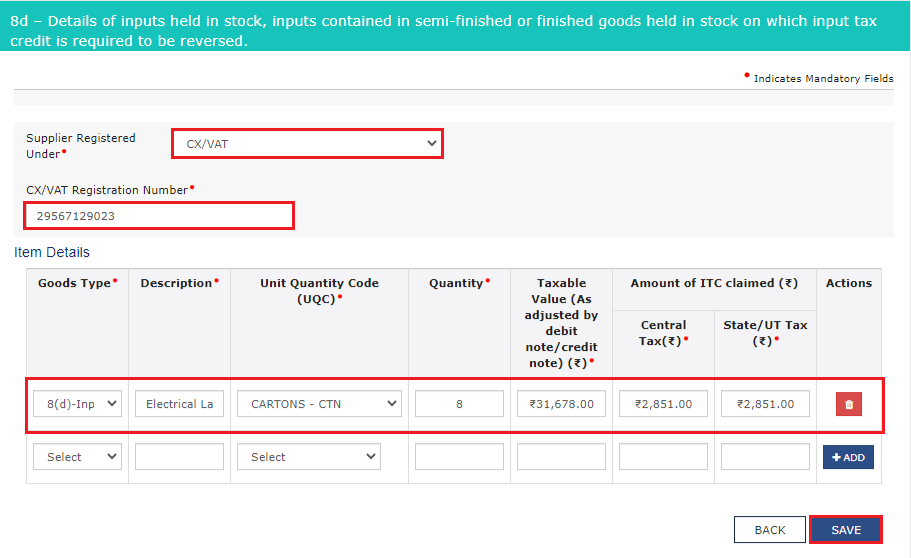 8d – Details of inputs held in stock, inputs contained in semi-finished or finished goods held in stock on which input tax
credit is required to be reversed.
• Indicates Mandatory Fields
Supplier Registered
Under•
CX/VAT
CX/VAT Registration Number•
29567129023
Item Details
Goods Type•
Description•
Unit Quantity Code
(UQC)•
Quantity•
Taxable
Value (As
adjusted by
debit
note/credit
note) (₹)•
Amount of ITC claimed (₹)
Central
Tax(₹)•
State/UT Tax
(₹)•
Actions
8(d)-Inp
Electrical La
CARTONS - CTN
8
₹31,678.00
₹2,851.00
₹2,851.00
Select
Select
+ ADD
BACK
SAVE